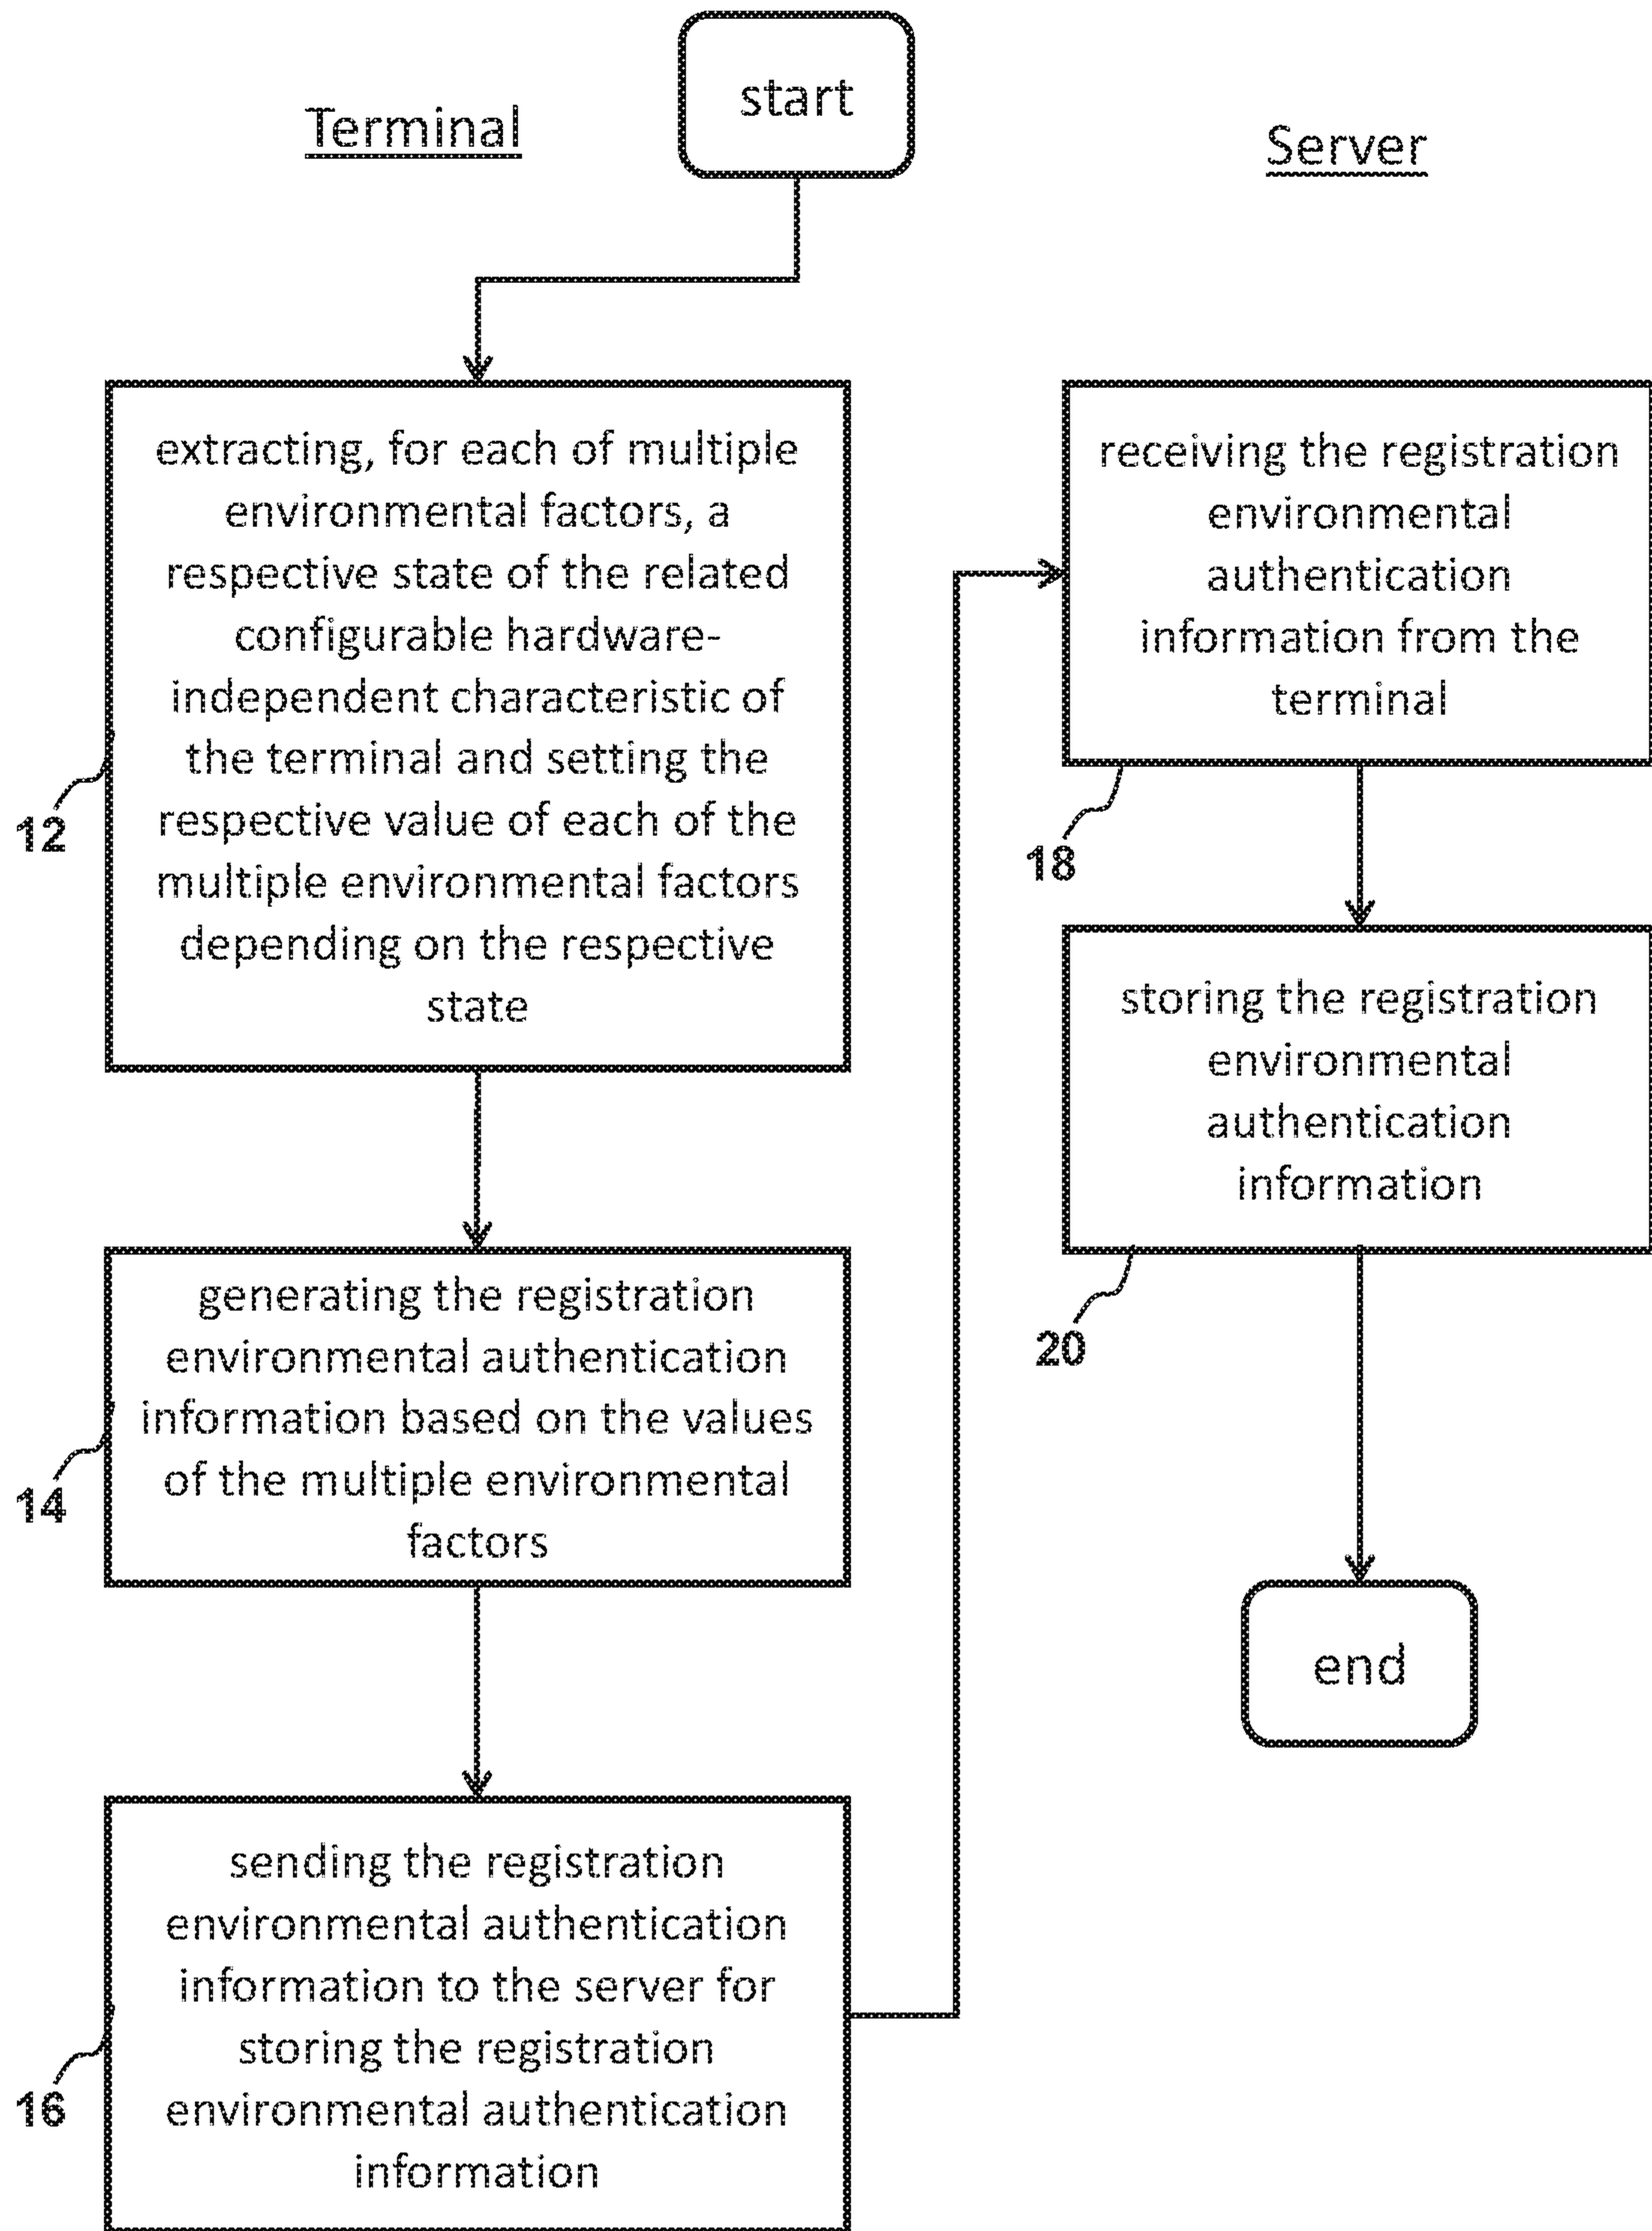 start
Terminal
Server
extracting, for each of multiple
environmental factors, a
respective state of the related
configurable hardware-
independent characteristic of
the terminal and setting the
respective value of each of the
multiple environmental factors
depending on the respective
state
12
generating the registration
environmental authentication
information based on the values
of the multiple environmental
factors
14
sending the registration
environmental authentication
information to the server for
storing the registration
environmental authentication
information
16
receiving the registration
environmental
authentication
information from the
terminal
18
storing the registration
environmental
authentication
information
20
end